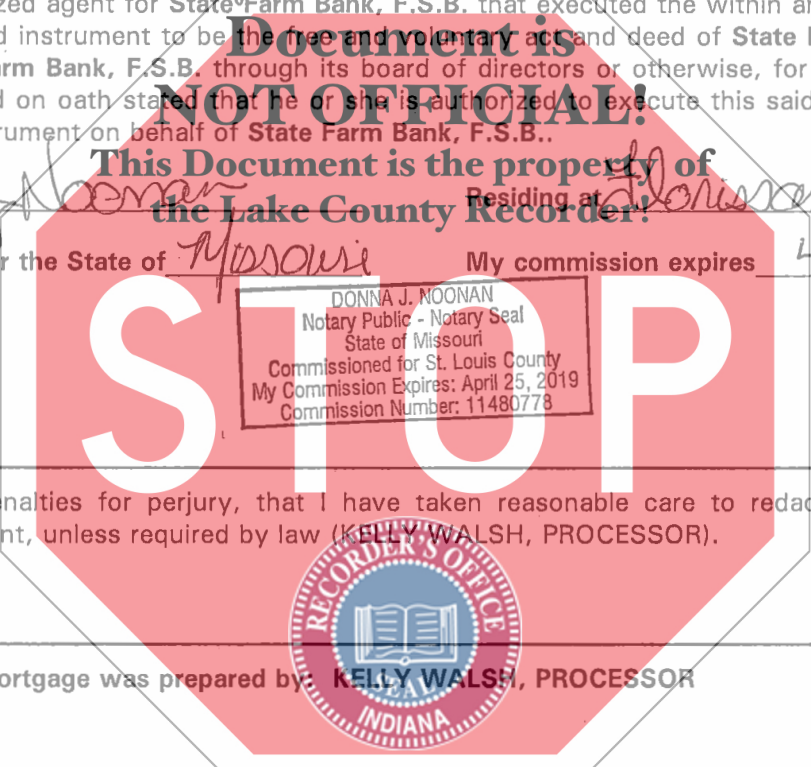 zed agent for State Farm Bank, F.S.B. that executed the within an
Document is
d instrument to be the free and voluntary act and deed of State
arm Bank, F.S.B. through its board of directors or otherwise, for
NOT OFFICIAL!
d on oath stated that he or she is authorized to execute this said
rument on behalf of State Farm Bank, F.S.B..
This Document is the property of
Noonan Residing at Florissa
the Lake County Recorder!
r the State of Missouri My commission expires
STOP
DONNA J. NOONAN
Notary Public - Notary Seal
State of Missouri
Commissioned for St. Louis County
My Commission Expires: April 25, 2019
Commission Number: 11480778
enalties for perjury, that I have taken reasonable care to redac
nt, unless required by law (KELLY WALSH, PROCESSOR).
RECORDER'S OFFICE
SEAL
INDIANA
ortgage was prepared by: KELLY WALSH, PROCESSOR